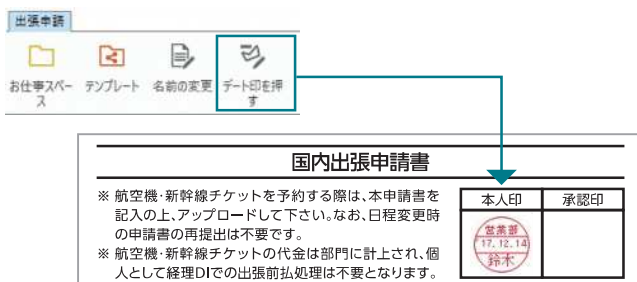 出張申請
お仕事スペー
ス
テンプレート
名前の変更
デート印を押
す
国内出張申請書
※ 航空機・新幹線チケットを予約する際は、本申請書を
記入の上、アップロードして下さい。なお、日程変更時
の申請書の再提出は不要です。
※ 航空機・新幹線チケットの代金は部門に計上され、個
人として経理DIでの出張前払処理は不要となります。
本人印
承認印
営業部
'17.12.14
鈴木